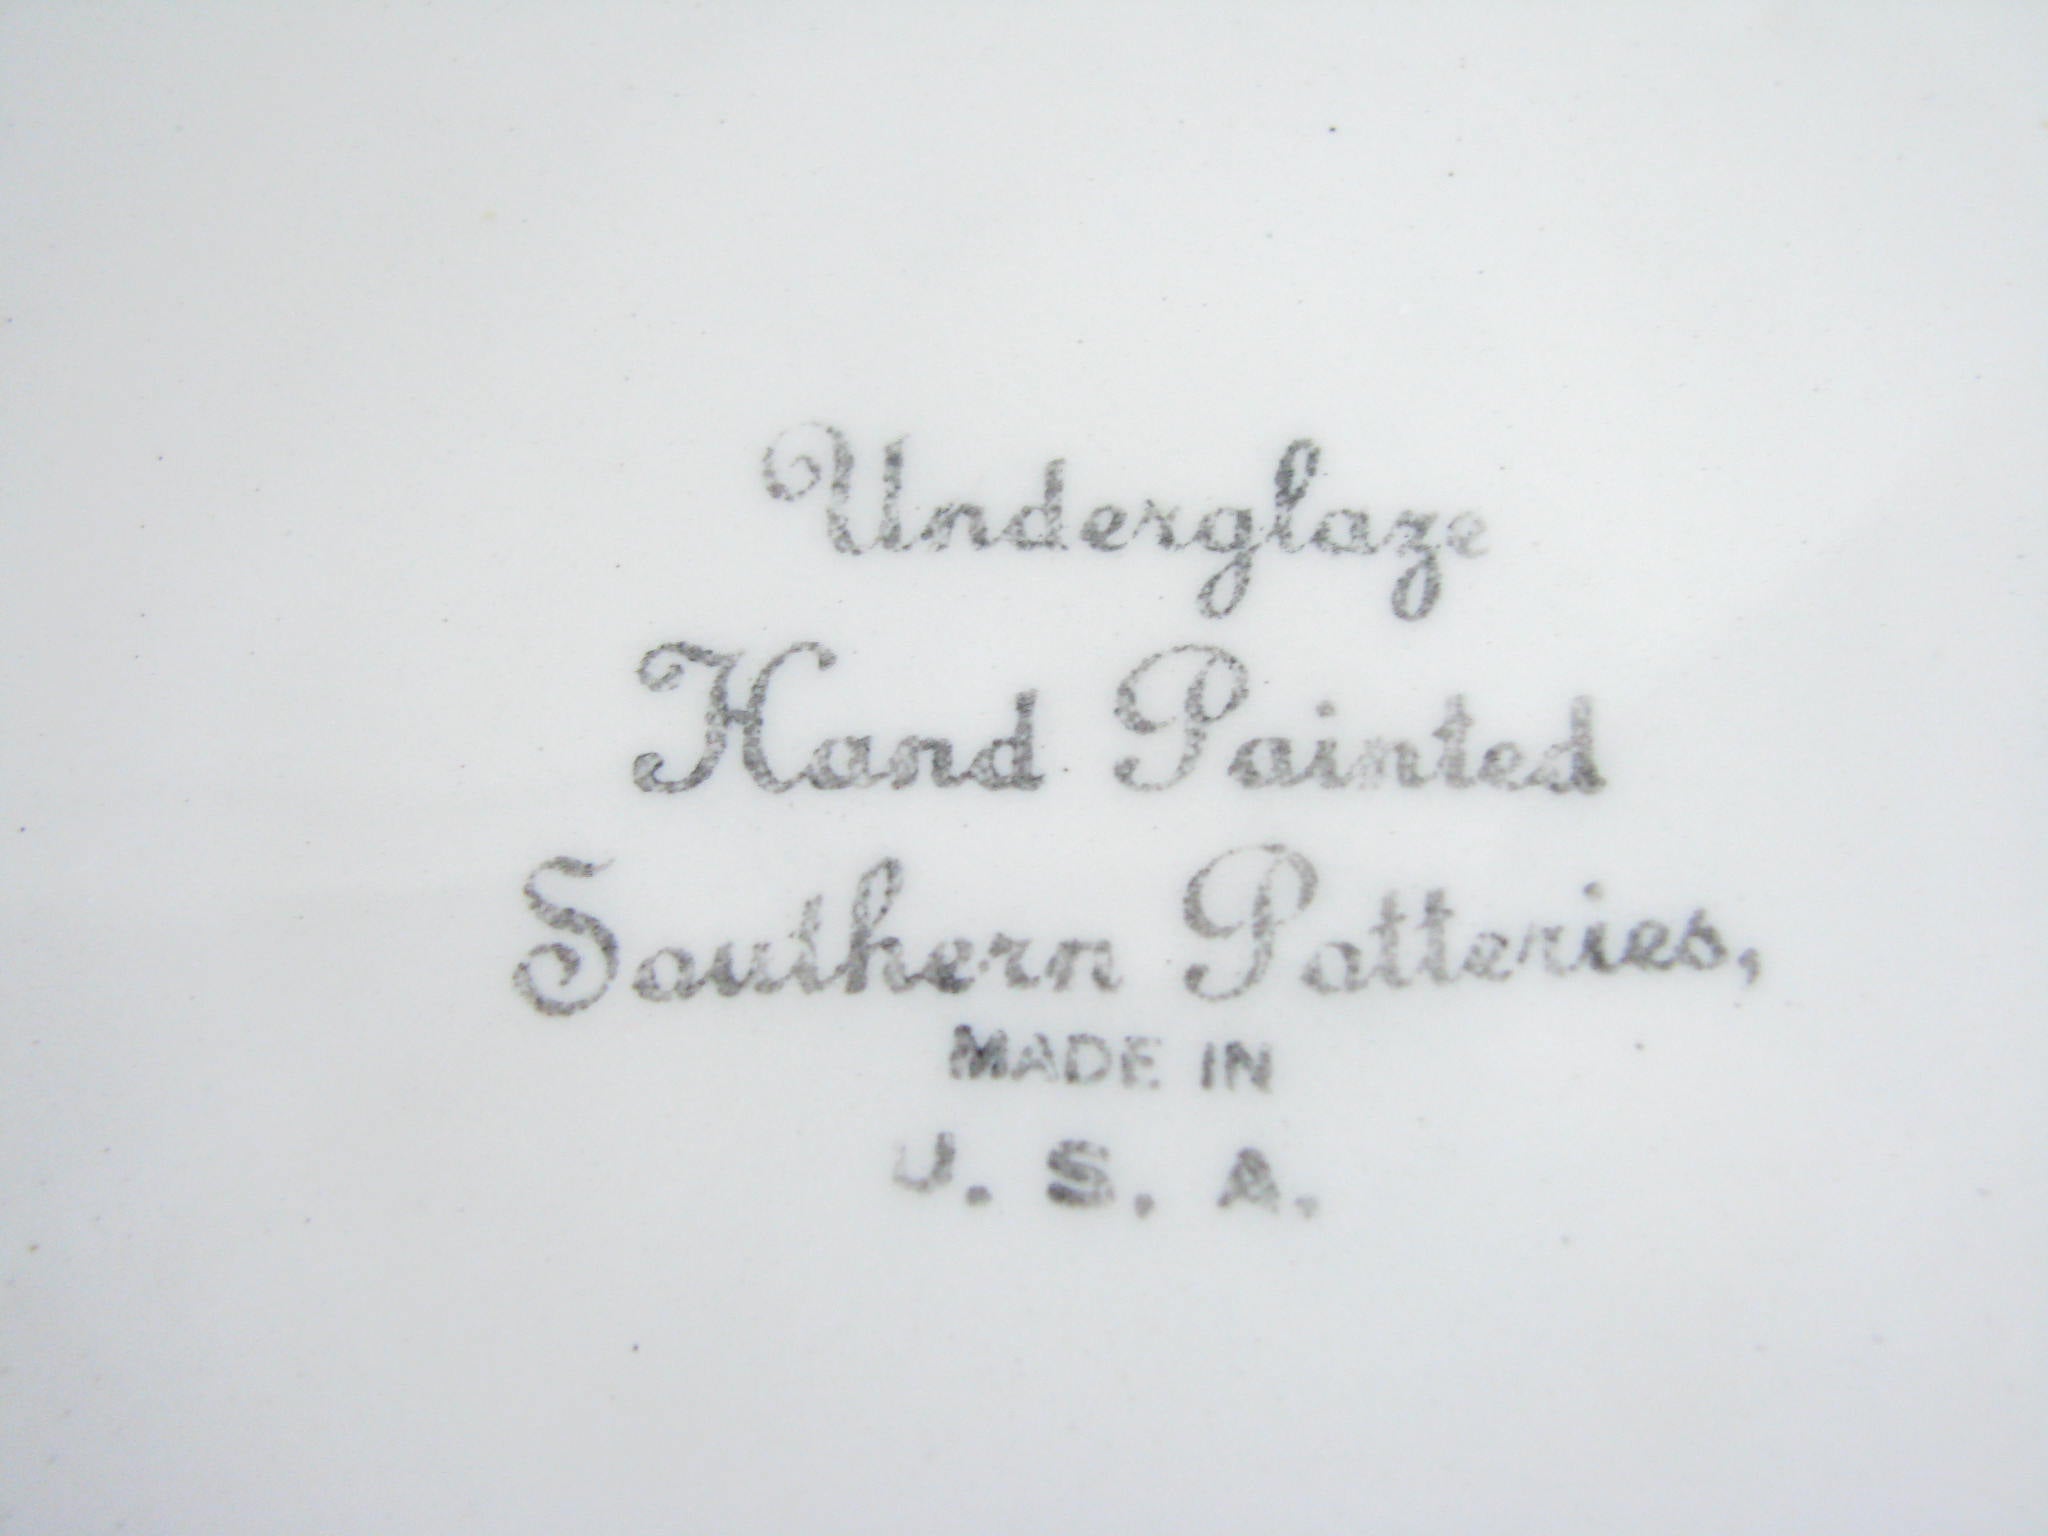 Underglaze
Hand Painted
Southern Potteries,
MADE IN
U. S. A.